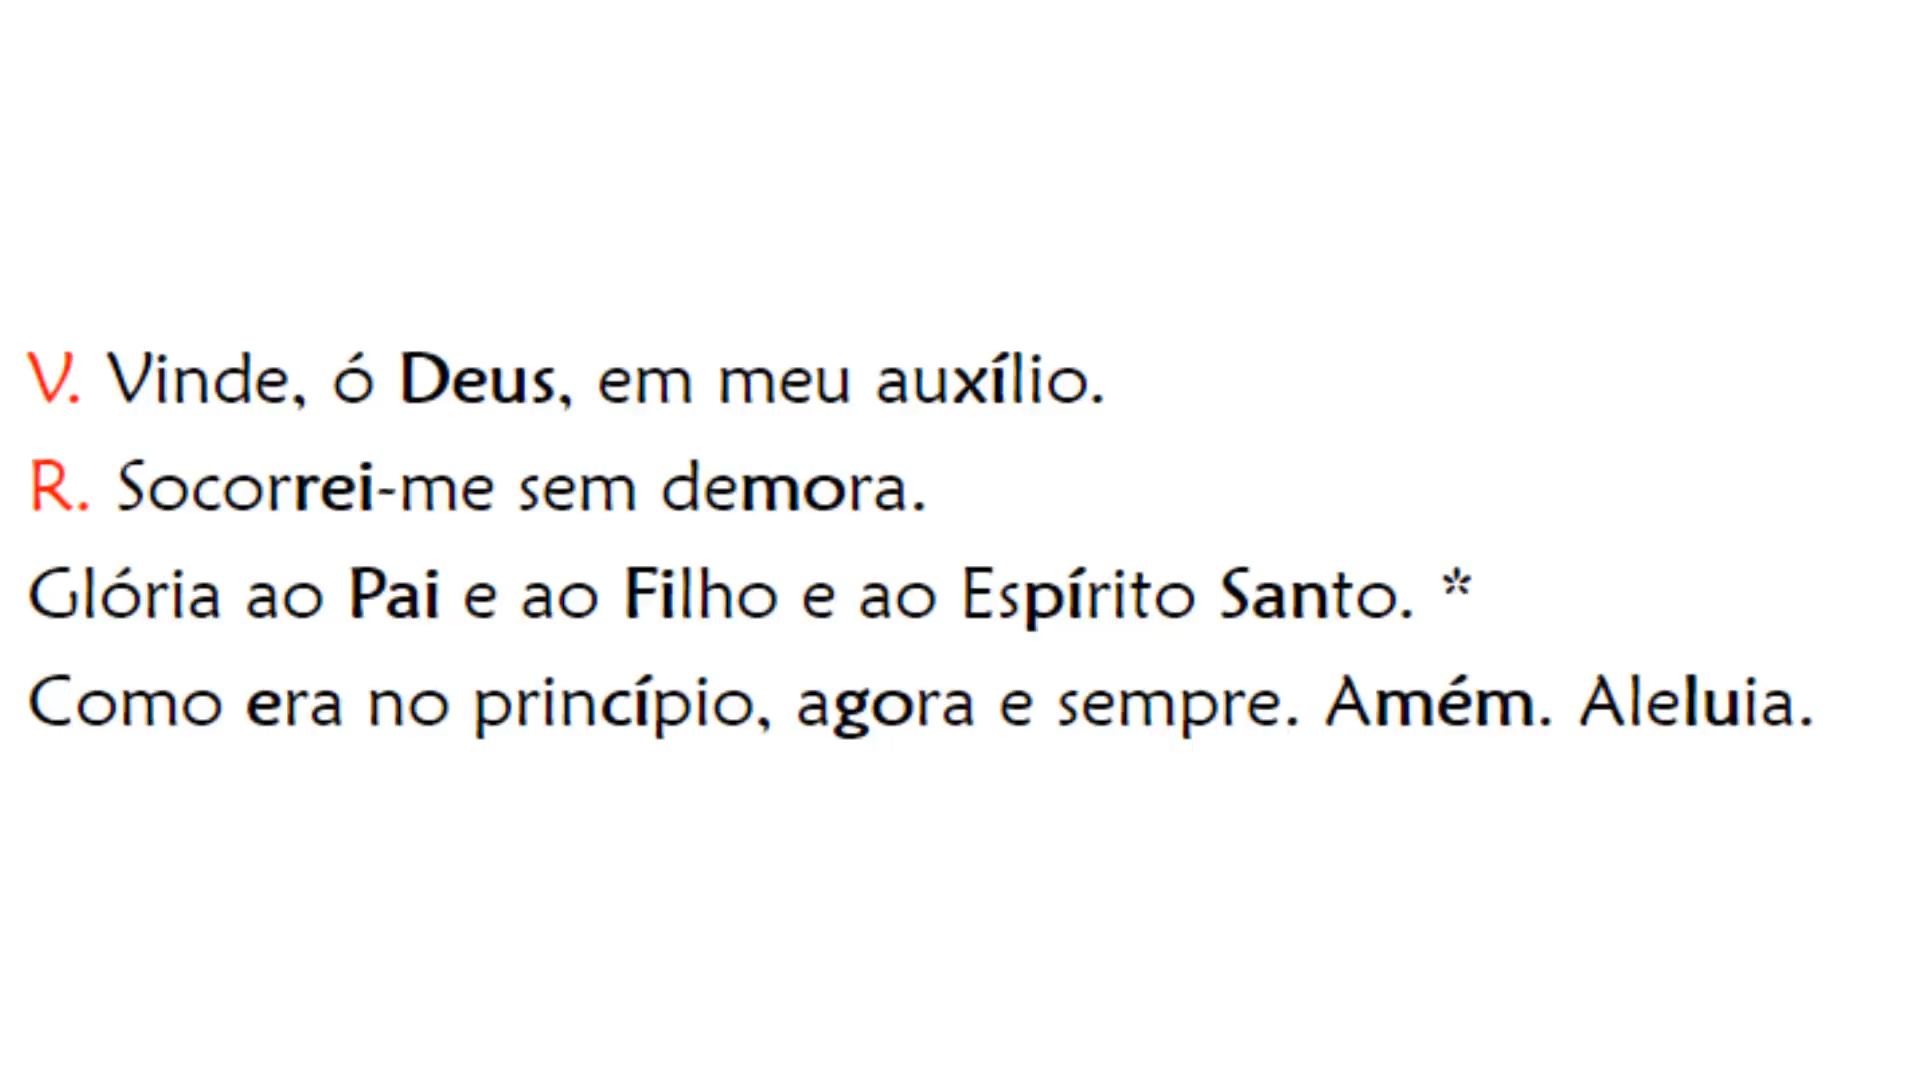 V. Vinde, ó Deus, em meu auxílio.
R. Socorrei-me sem demora.
Glória ao Pai e ao Filho e ao Espírito Santo. *
Como era no princípio, agora e sempre. Amém. Aleluia.